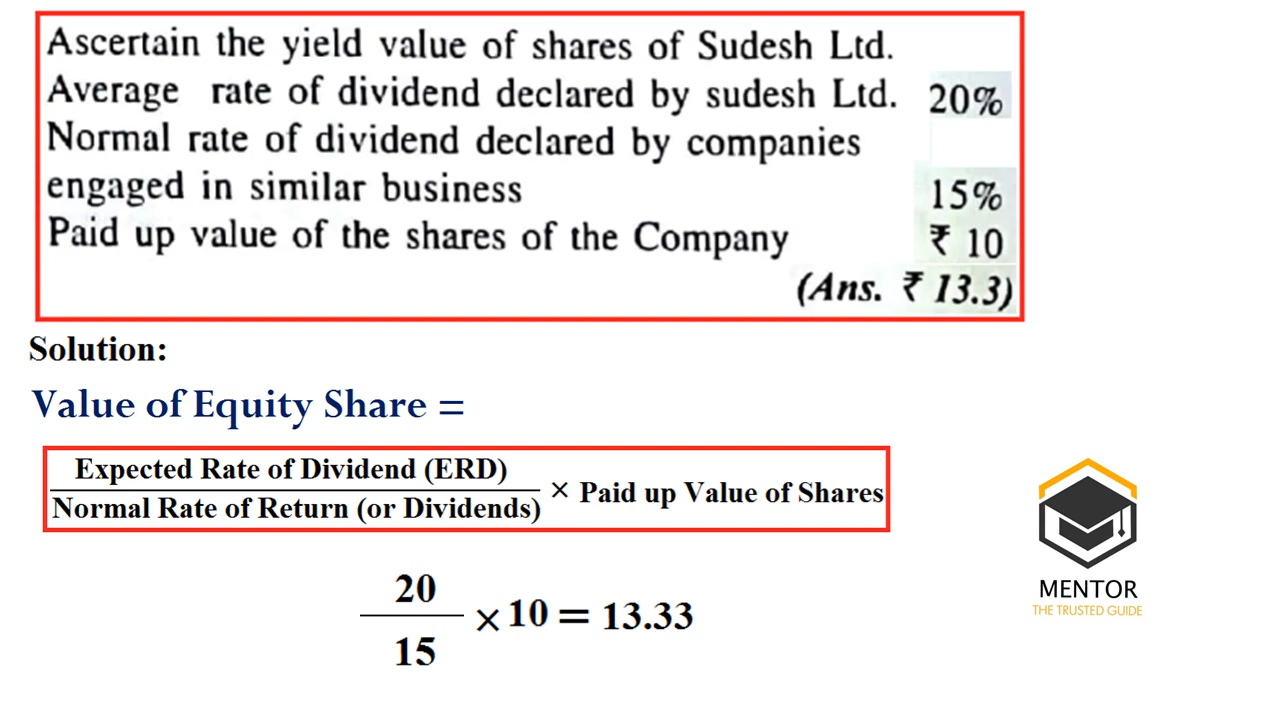 Ascertain the yield value of shares of Sudesh Ltd.
Average rate of dividend declared by sudesh Ltd. 20%
Normal rate of dividend declared by companies
engaged in similar business 15%
Paid up value of the shares of the Company ₹ 10
(Ans. ₹ 13.3)
Solution:
Value of Equity Share =
Expected Rate of Dividend (ERD)
Normal Rate of Return (or Dividends)
× Paid up Value of Shares
20
15
× 10 = 13.33
MENTOR
THE TRUSTED GUIDE